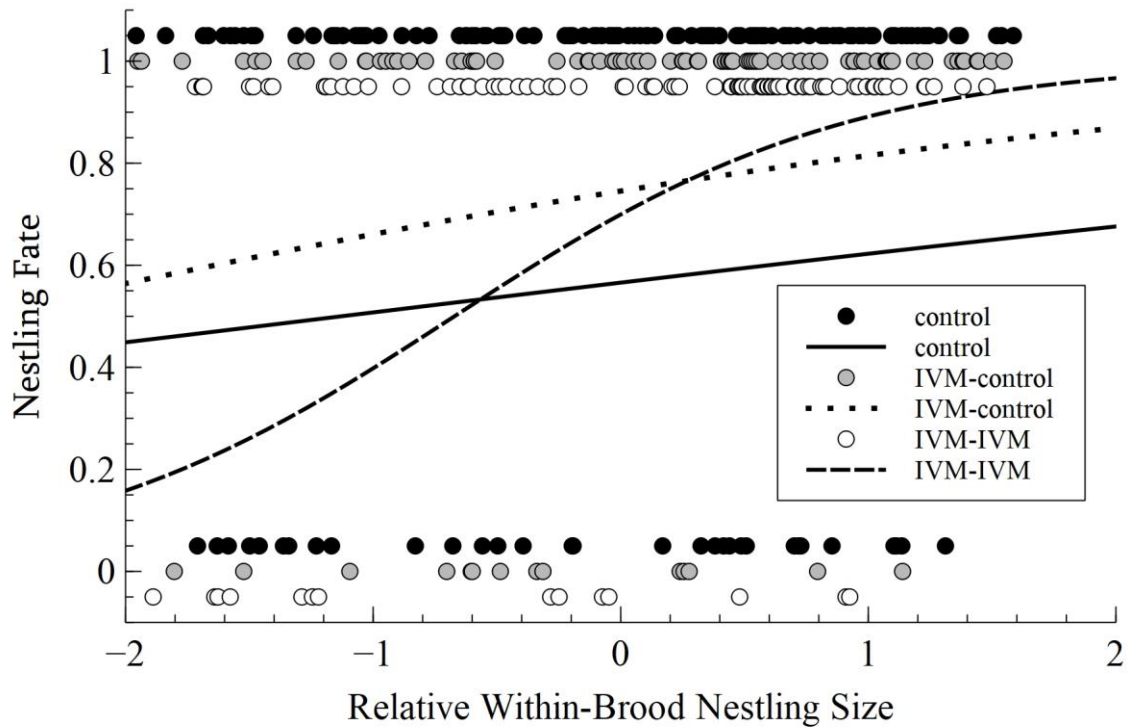 Nestling Fate
1
0.8
0.6
0.4
0.2
0
−2
−1
0
1
2
Relative Within-Brood Nestling Size
control
control
IVM-control
IVM-control
IVM-IVM
IVM-IVM